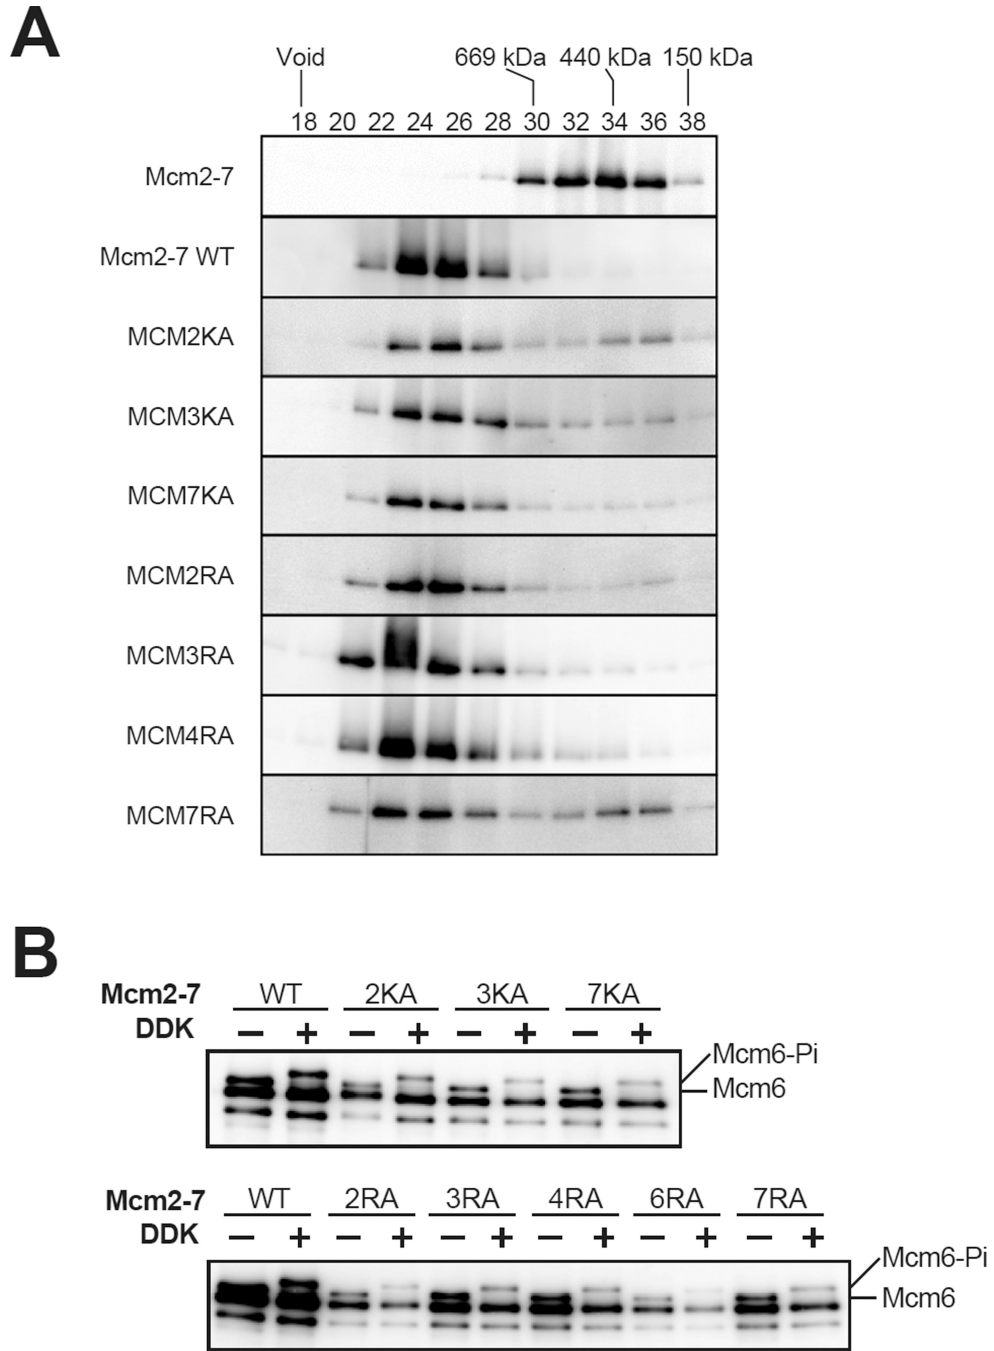 A
Void 669 kDa 440 kDa 150 kDa
18 20 22 24 26 28 30 32 34 36 38
Mcm2-7
Mcm2-7 WT
MCM2KA
MCM3KA
MCM7KA
MCM2RA
MCM3RA
MCM4RA
MCM7RA
B
Mcm2-7 WT 2KA 3KA 7KA
DDK − + − + − + − +
Mcm6-Pi
Mcm6
Mcm2-7 WT 2RA 3RA 4RA 6RA 7RA
DDK − + − + − + − + − + − +
Mcm6-Pi
Mcm6